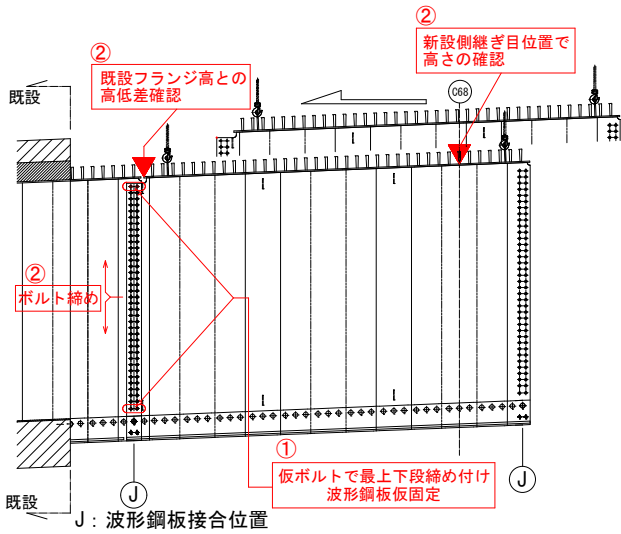 ②
既設フランジ高との
高低差確認
②
新設側継ぎ目位置で
高さの確認
既設
C68
②
ボルト締め
①
仮ボルトで最上下段締め付け
波形鋼板仮固定
J
J
既設
J：波形鋼板接合位置